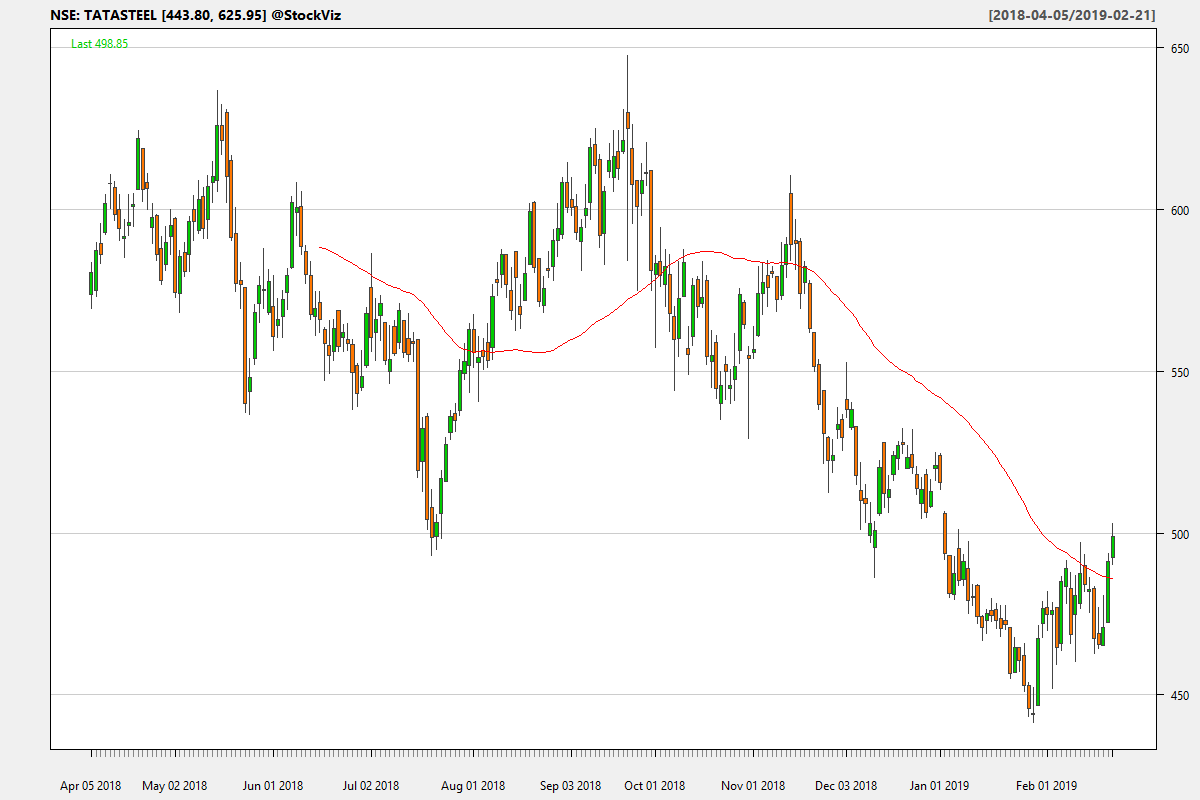 NSE: TATASTEEL [443.80, 625.95] @StockViz
[2018-04-05/2019-02-21]
Last 498.85
650
600
550
500
450
Apr 05 2018 May 02 2018 Jun 01 2018 Jul 02 2018 Aug 01 2018 Sep 03 2018 Oct 01 2018 Nov 01 2018 Dec 03 2018 Jan 01 2019 Feb 01 2019